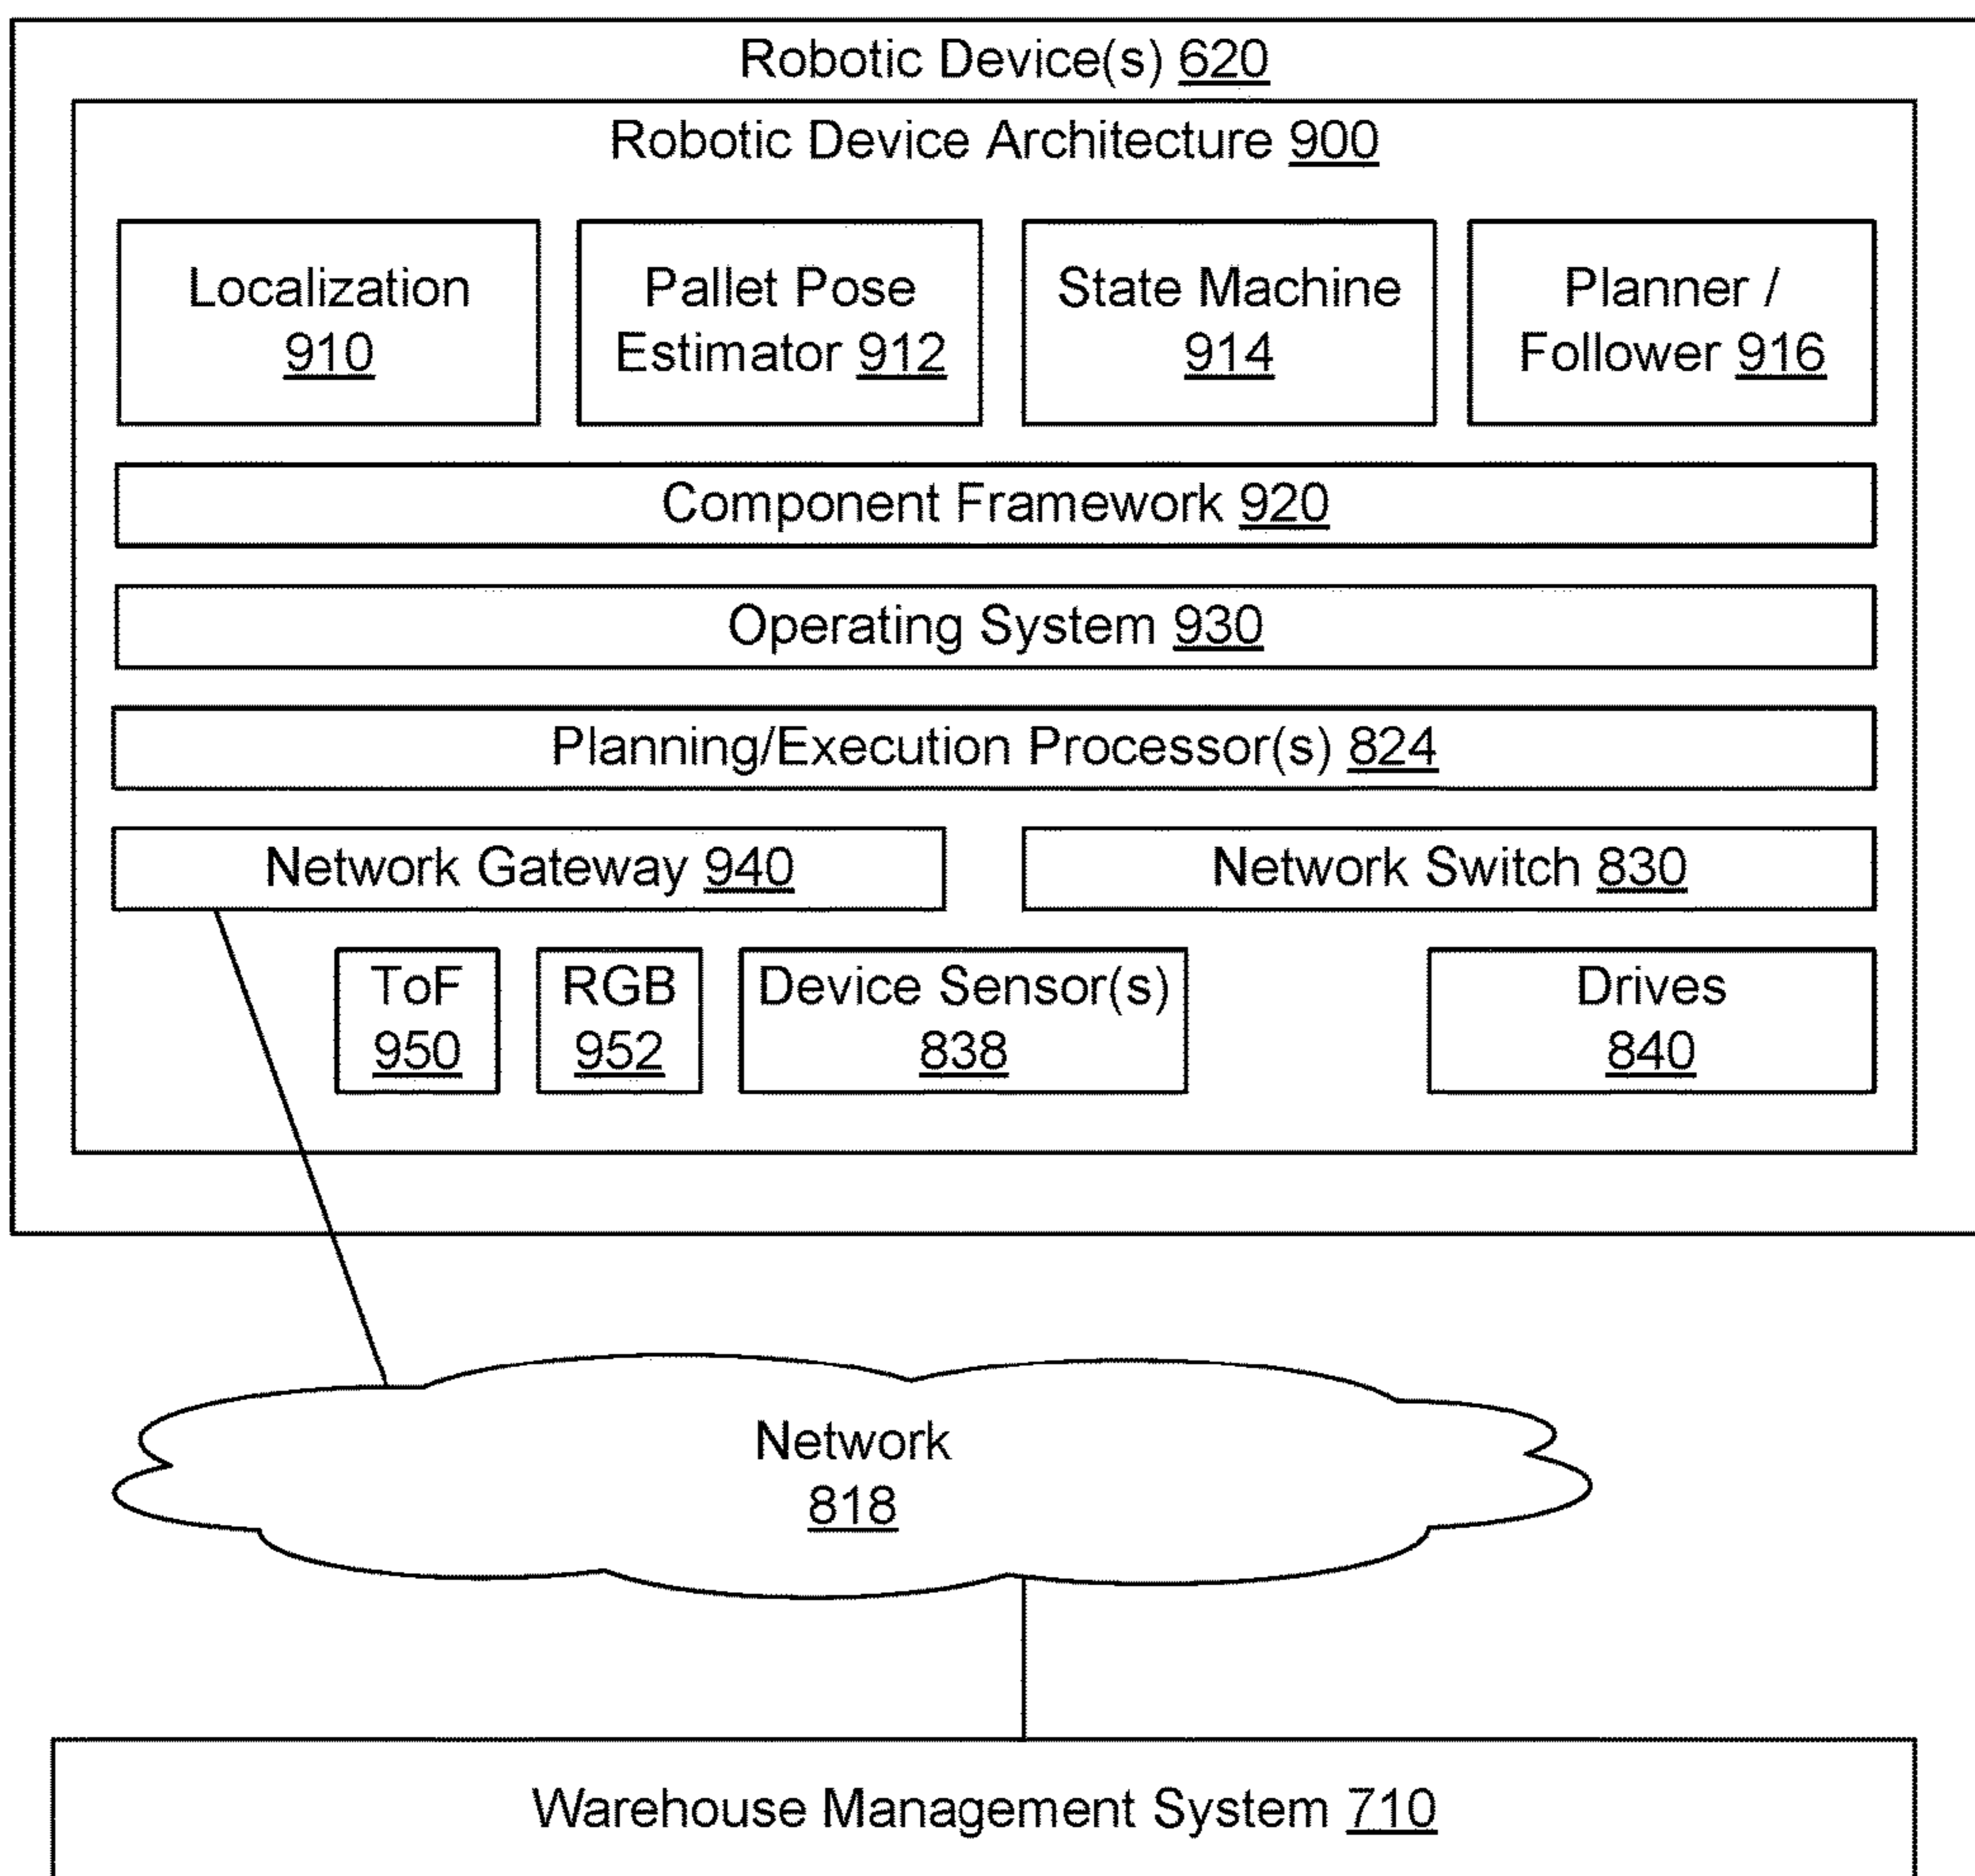 Robotic Device(s) 620
Robotic Device Architecture 900
Localization
910
Pallet Pose
Estimator 912
State Machine
914
Planner /
Follower 916
Component Framework 920
Operating System 930
Planning/Execution Processor(s) 824
Network Gateway 940
Network Switch 830
ToF
950
RGB
952
Device Sensor(s)
838
Drives
840
Network
818
Warehouse Management System 710